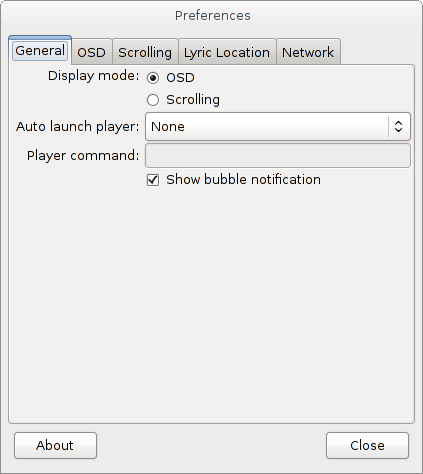 Preferences
General OSD Scrolling Lyric Location Network
Display mode: OSD
Scrolling
Auto launch player: None
Player command:
Show bubble notification
About Close